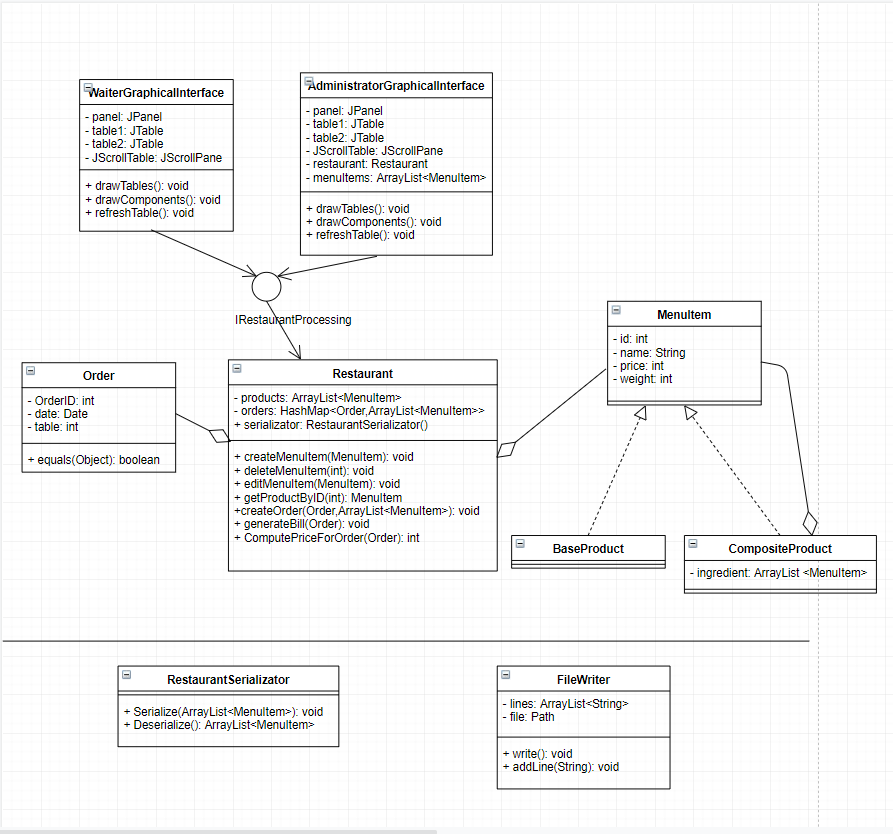 WaiterGraphicalInterface
- panel: JPanel
- table1: JTable
- table2: JTable
- JScrollTable: JScrollPane
+ drawTables(): void
+ drawComponents(): void
+ refreshTable(): void
AdministratorGraphicalInterface
- panel: JPanel
- table1: JTable
- table2: JTable
- JScrollTable: JScrollPane
- restaurant: Restaurant
- menuItems: ArrayList<MenuItem>
+ drawTables(): void
+ drawComponents(): void
+ refreshTable(): void
IRestaurantProcessing
Order
- OrderID: int
- date: Date
- table: int
+ equals(Object): boolean
Restaurant
- products: ArrayList<MenuItem>
- orders: HashMap<Order,ArrayList<MenuItem>>
+ serializator: RestaurantSerializator()
+ createMenuItem(MenuItem): void
+ deleteMenuItem(int): void
+ editMenuItem(MenuItem): void
+ getProductByID(int): MenuItem
+createOrder(Order,ArrayList<MenuItem>): void
+ generateBill(Order): void
+ ComputePriceForOrder(Order): int
MenuItem
- id: int
- name: String
- price: int
- weight: int
BaseProduct
CompositeProduct
- ingredient: ArrayList <MenuItem>
RestaurantSerializator
+ Serialize(ArrayList<MenuItem>): void
+ Deserialize(): ArrayList<MenuItem>
FileWriter
- lines: ArrayList<String>
- file: Path
+ write(): void
+ addLine(String): void